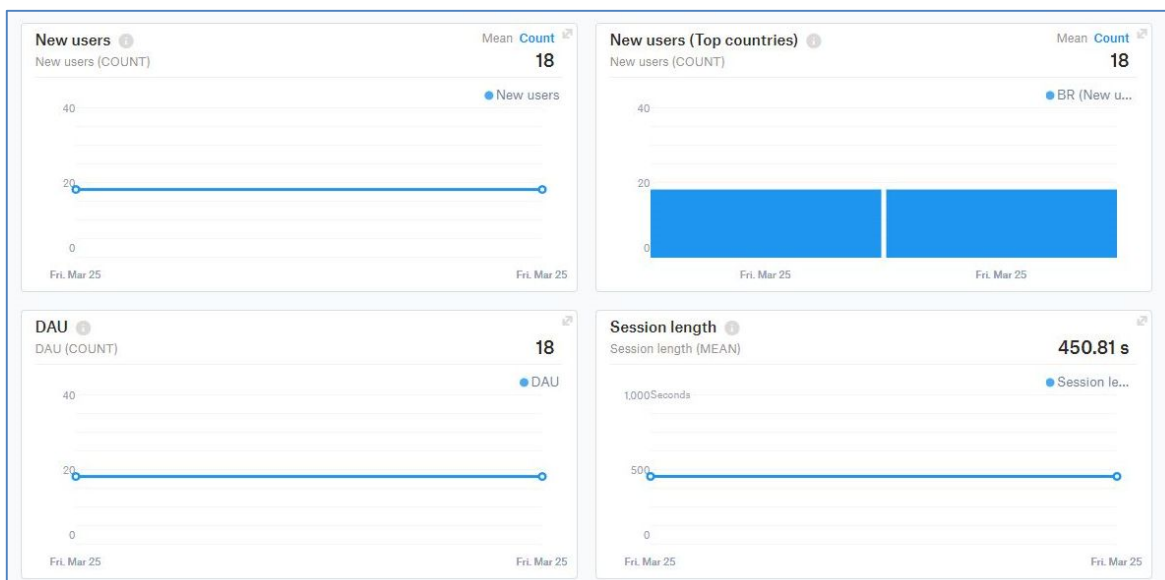 New users
Mean Count
New users (COUNT)
18
New users
40
20
0
Fri. Mar 25
Fri. Mar 25
New users (Top countries)
Mean Count
New users (COUNT)
18
BR (New u...
40
20
0
Fri. Mar 25
Fri. Mar 25
DAU
DAU (COUNT)
18
DAU
40
20
0
Fri. Mar 25
Fri. Mar 25
Session length
Session length (MEAN)
450.81 s
Session le...
1,000Seconds
500
0
Fri. Mar 25
Fri. Mar 25